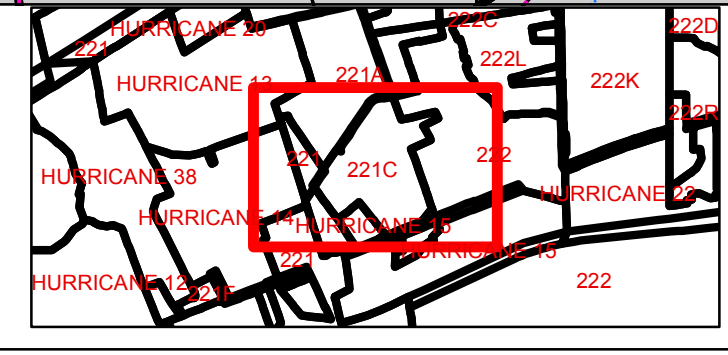 222C
222D
HURRICANE 20
221
222L
HURRICANE 13
221A
222K
222R
221
222
221C
HURRICANE 38
HURRICANE 22
HURRICANE 14
HURRICANE 15
HURRICANE 15
221
HURRICANE 12
221F
222